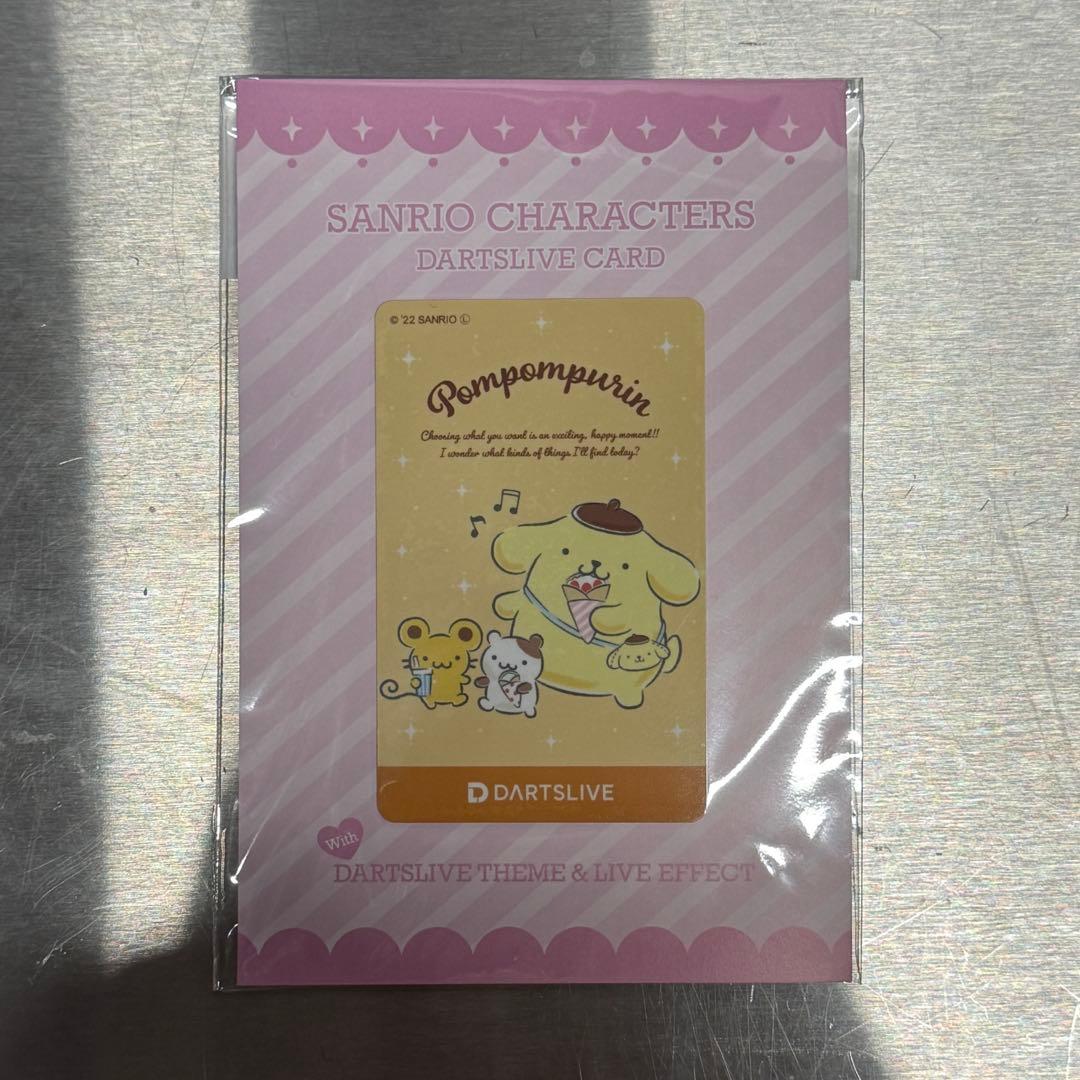 SANRIO CHARACTERS
DARTSLIVE CARD
© '22 SANRIO Ⓛ
Pompompurin
Choosing what you want is an exciting, happy moment!!
I wonder what kinds of things I'll find today?
DARTSLIVE
With
DARTSLIVE THEME & LIVE EFFECT